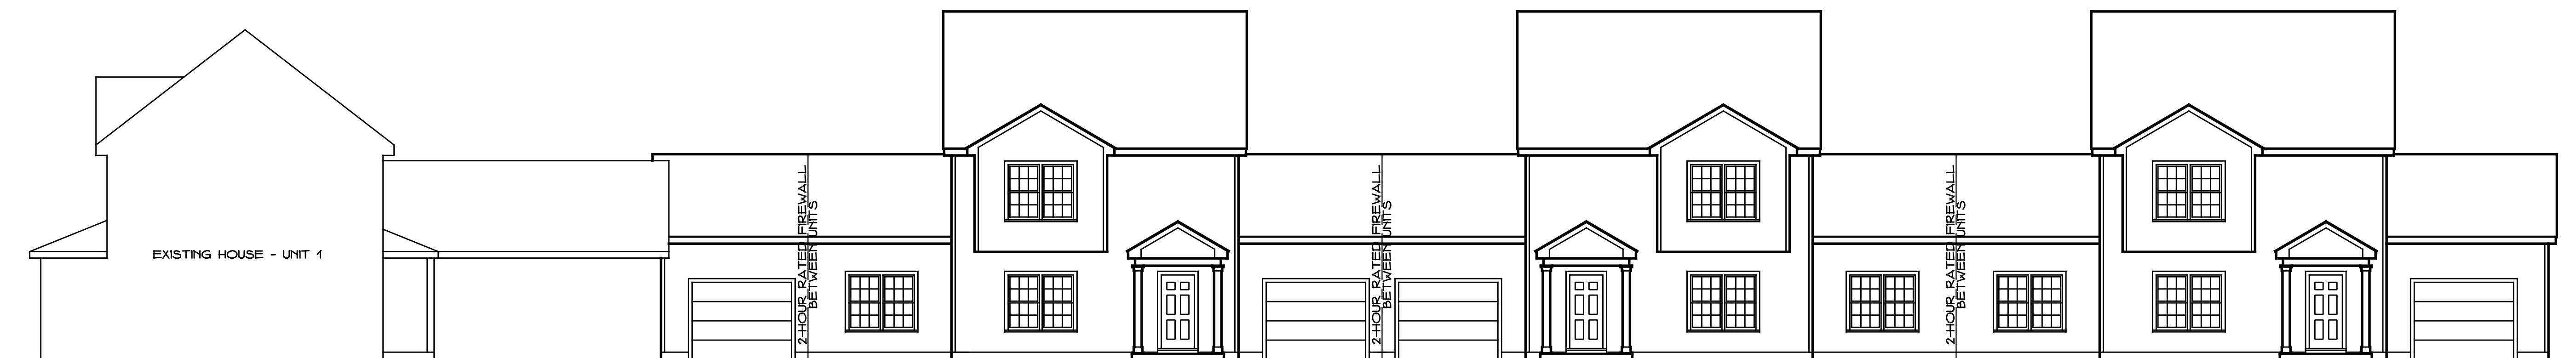 EXISTING HOUSE - UNIT 1
2-HOUR RATED FIREWALL
BETWEEN UNITS
2-HOUR RATED FIREWALL
BETWEEN UNITS
2-HOUR RATED FIREWALL
BETWEEN UNITS